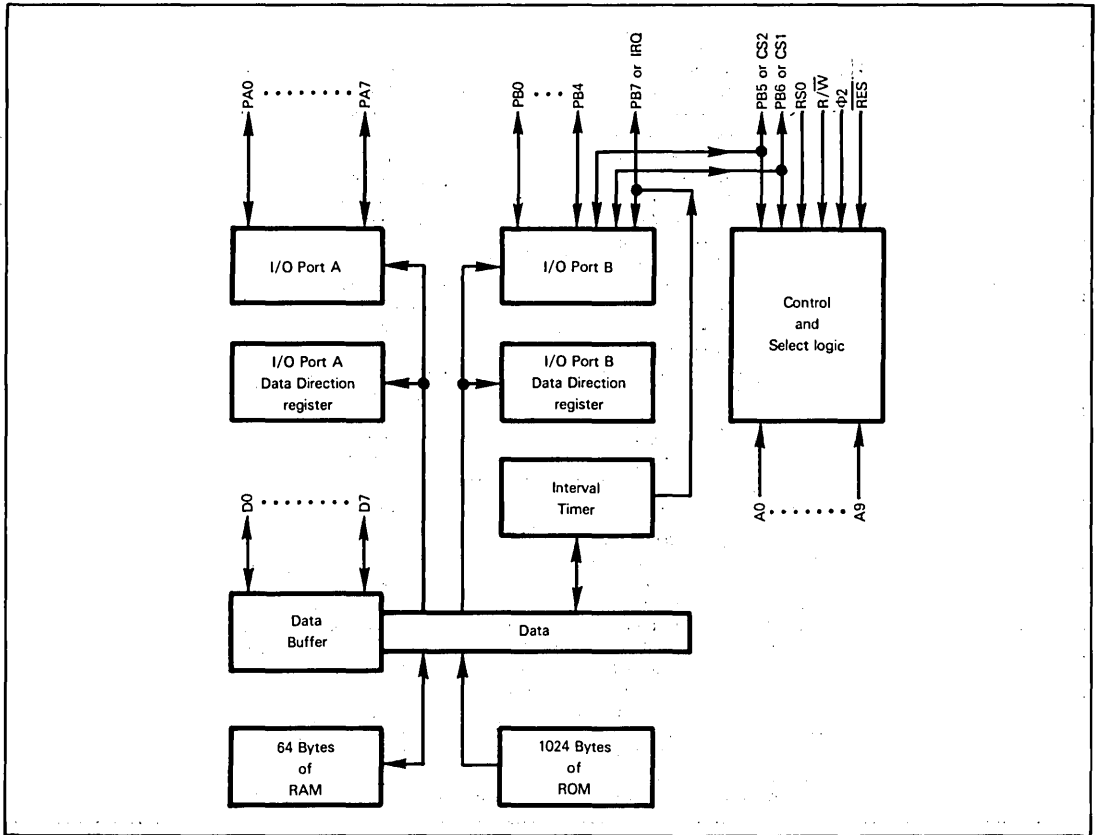 PA0 ········ PA7
PB0 ··· PB4
PB7 or IRQ
PB5 or CS2
PB6 or CS1
RS0
R/W̅
Φ2
R̅E̅S̅
I/O Port A
I/O Port B
Control
and
Select logic
I/O Port A
Data Direction
register
I/O Port B
Data Direction
register
Interval
Timer
A0 ········ A9
D0 ········ D7
Data
Buffer
Data
64 Bytes
of
RAM
1024 Bytes
of
ROM